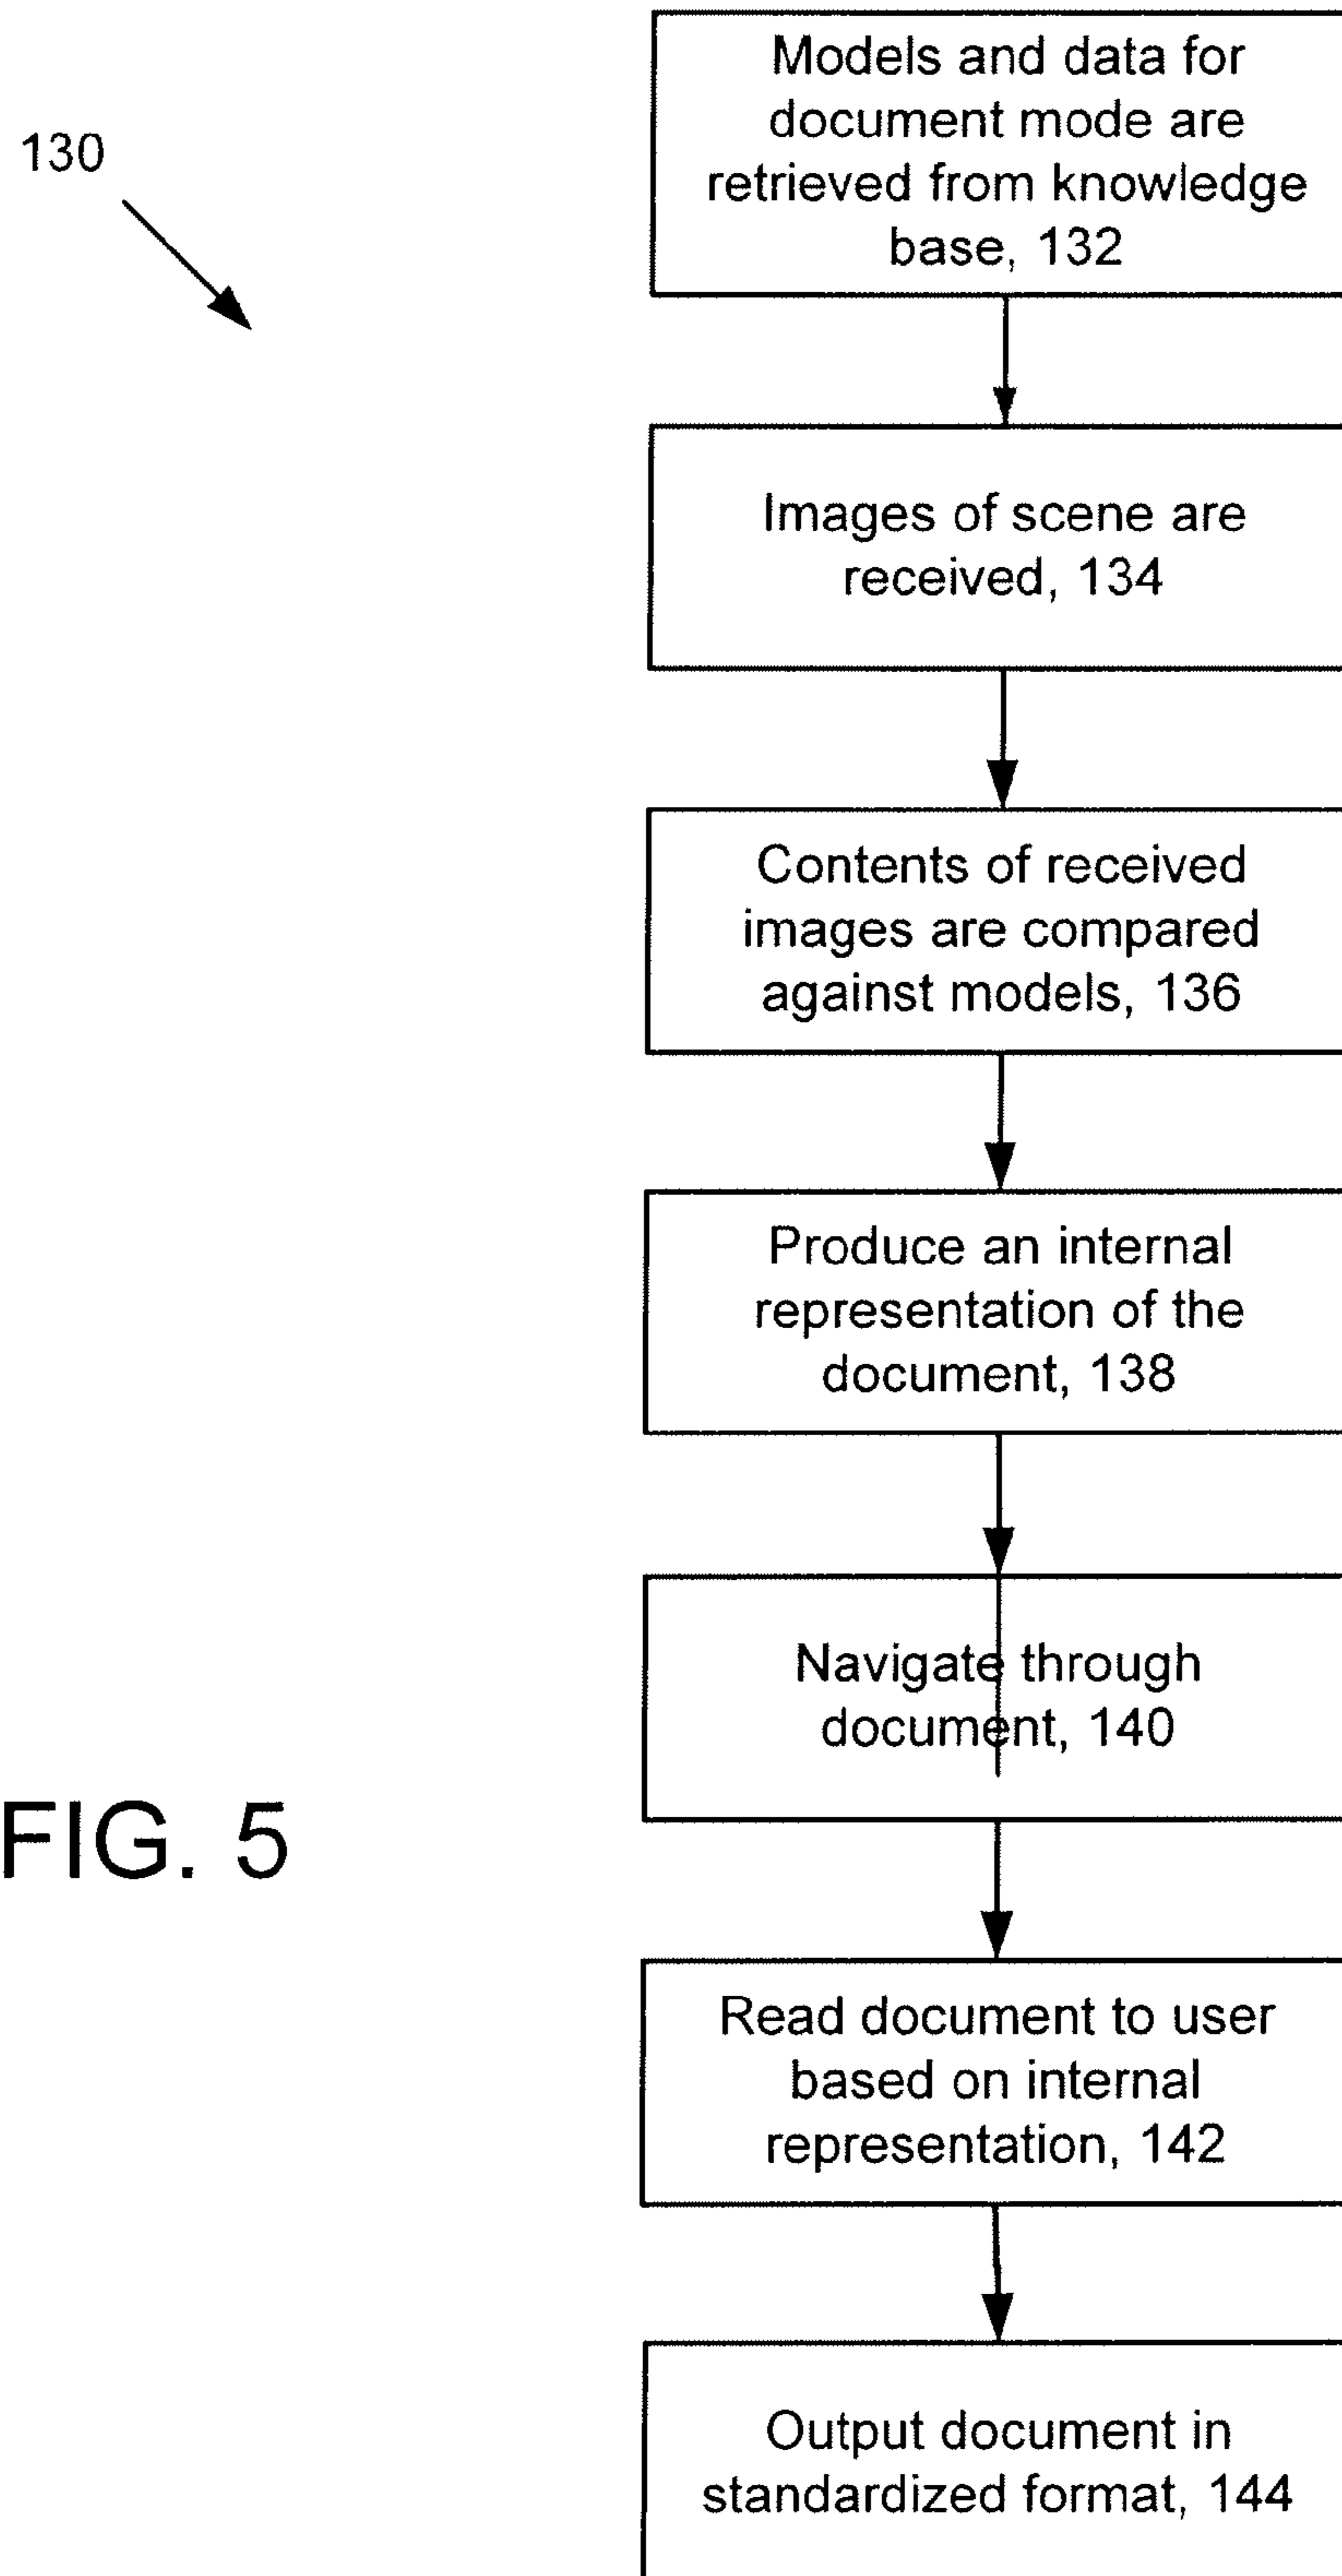 130
Models and data for
document mode are
retrieved from knowledge
base, 132
Images of scene are
received, 134
Contents of received
images are compared
against models, 136
Produce an internal
representation of the
document, 138
Navigate through
document, 140
FIG. 5
Read document to user
based on internal
representation, 142
Output document in
standardized format, 144